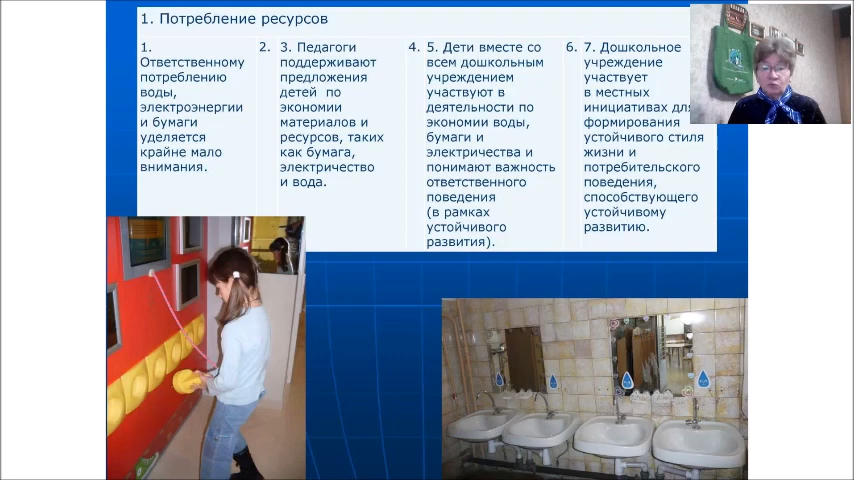 1. Потребление ресурсов
1.
Ответственному
потреблению
воды,
электроэнергии
и бумаги
уделяется
крайне мало
внимания.
2.
3. Педагоги
поддерживают
предложения
детей по
экономии
материалов и
ресурсов, таких
как бумага,
электричество
и вода.
4.
5. Дети вместе со
всем дошкольным
учреждением
участвуют в
деятельности по
экономии воды,
бумаги и
электричества и
понимают важность
ответственного
поведения
(в рамках
устойчивого
развития).
6.
7. Дошкольное
учреждение
участвует
в местных
инициативах для
формирования
устойчивого стиля
жизни и
потребительского
поведения,
способствующего
устойчивому
развитию.